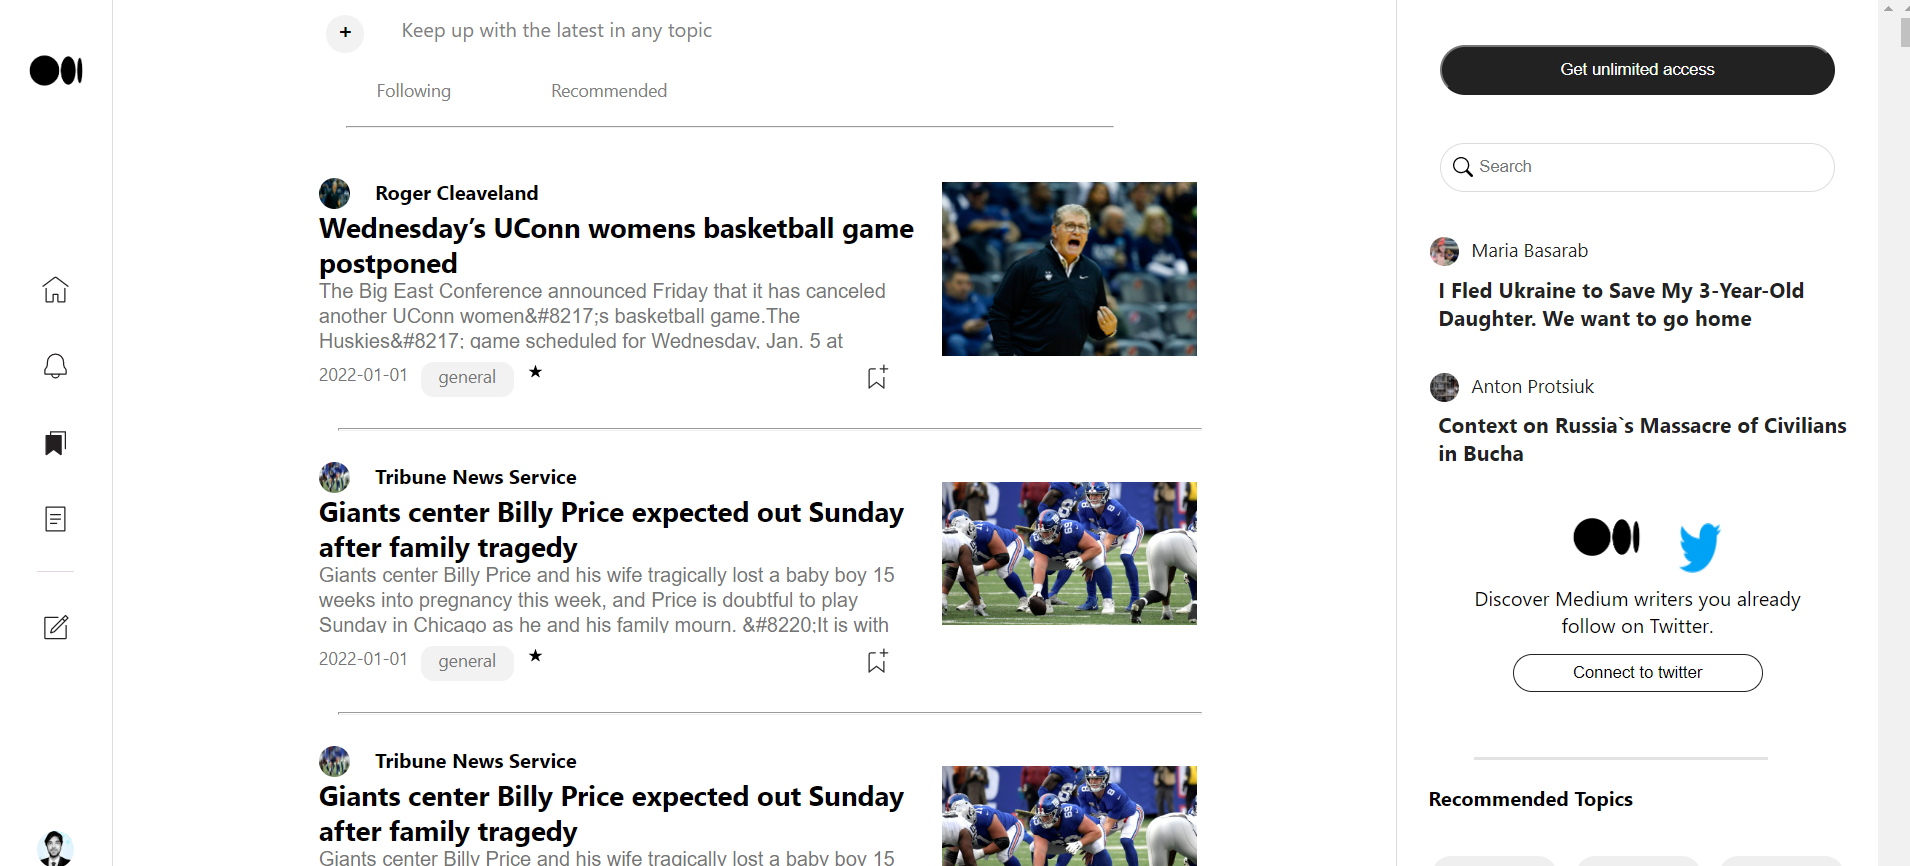 +
Keep up with the latest in any topic
Following
Recommended
Roger Cleaveland
Wednesday’s UConn womens basketball game
postponed
The Big East Conference announced Friday that it has canceled
another UConn women&#8217;s basketball game.The
Huskies&#8217; game scheduled for Wednesday, Jan. 5 at
2022-01-01
general
★
Tribune News Service
Giants center Billy Price expected out Sunday
after family tragedy
Giants center Billy Price and his wife tragically lost a baby boy 15
weeks into pregnancy this week, and Price is doubtful to play
Sunday in Chicago as he and his family mourn. &#8220;It is with
2022-01-01
general
★
Tribune News Service
Giants center Billy Price expected out Sunday
after family tragedy
Giants center Billy Price and his wife tragically lost a baby boy 15
Get unlimited access
Search
Maria Basarab
I Fled Ukraine to Save My 3-Year-Old
Daughter. We want to go home
Anton Protsiuk
Context on Russia`s Massacre of Civilians
in Bucha
Discover Medium writers you already
follow on Twitter.
Connect to twitter
Recommended Topics